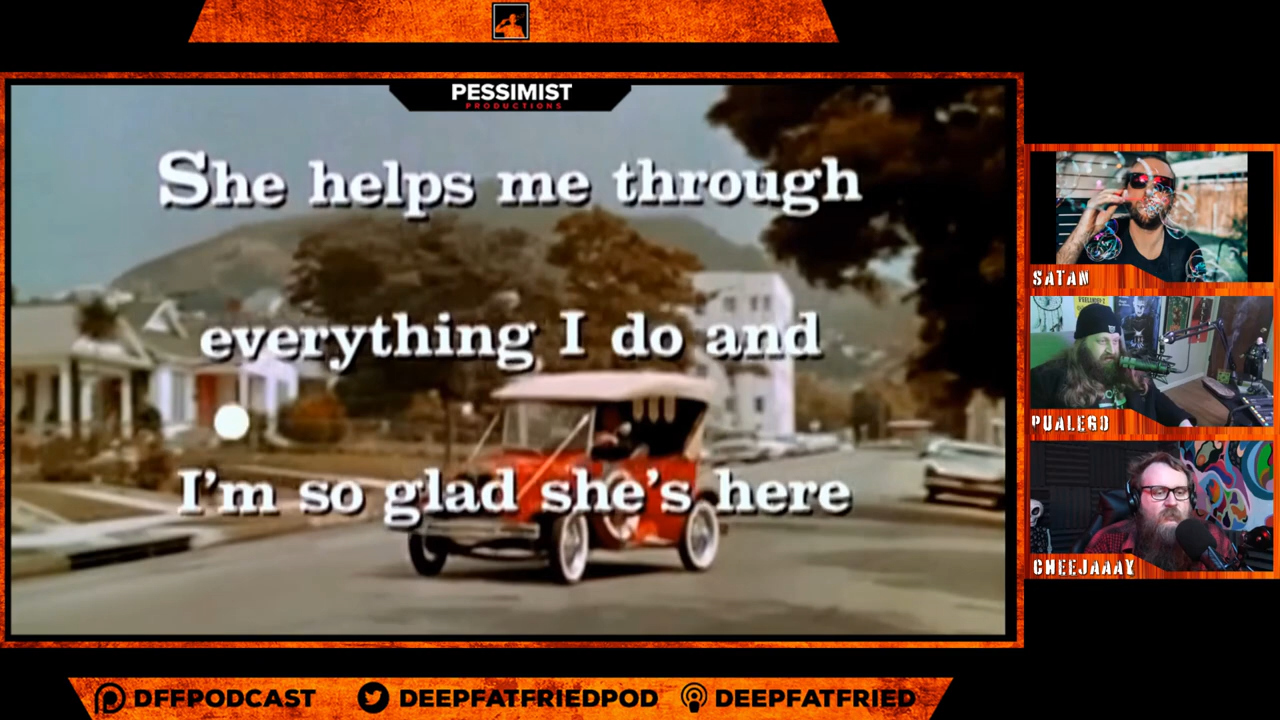 PESSIMIST
PRODUCTIONS
She helps me through
everything I do and
I'm so glad she's here
SATAN
PUALEGO
CHEEJAAAY
DFFPODCAST
DEEPFATFRIEDPOD
DEEPFATFRIED